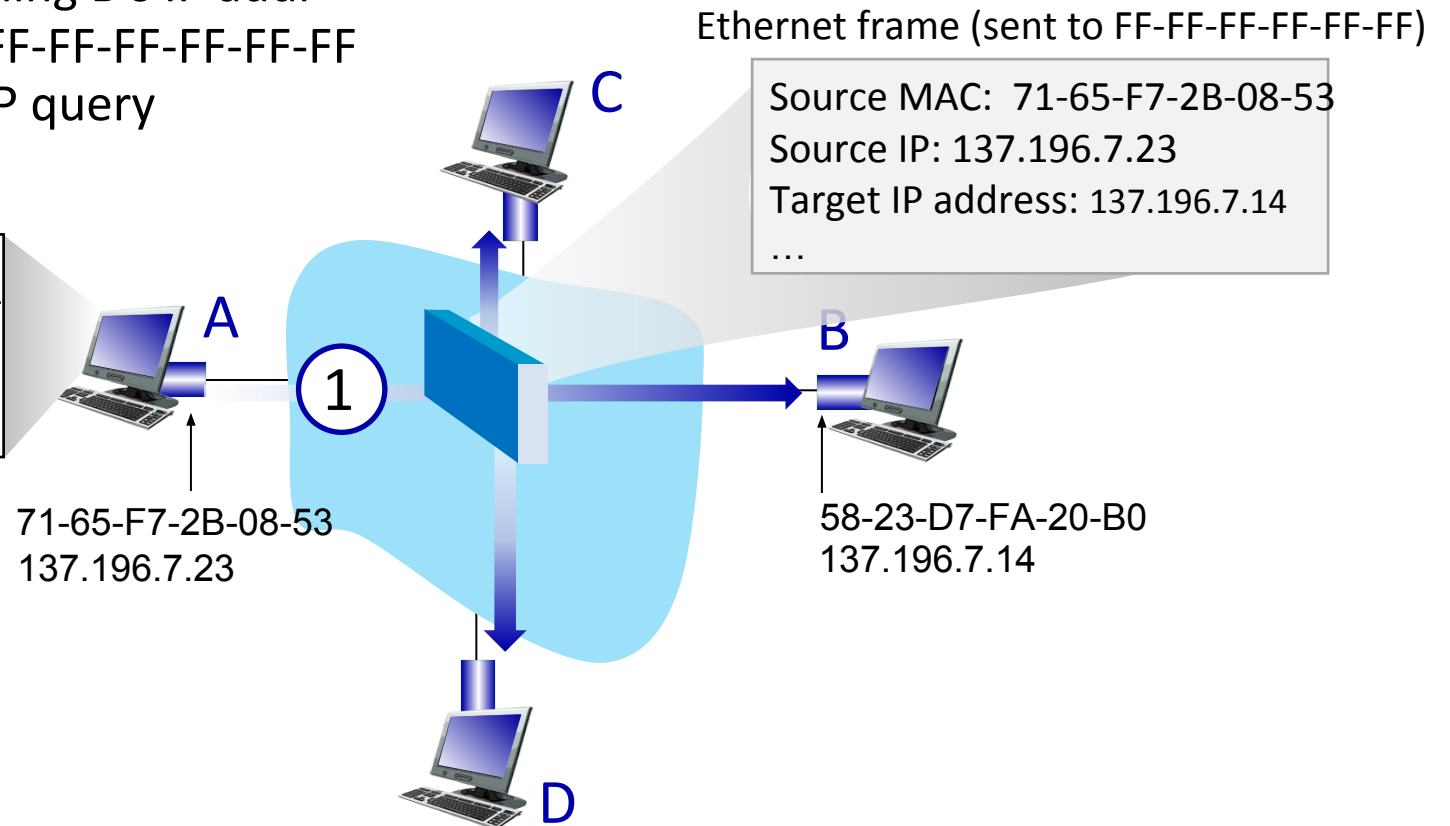 FF-FF-FF-FF-FF-FF
query
Ethernet frame (sent to FF-FF-FF-FF-FF-FF)
Source MAC: 71-65-F7-2B-08-53
Source IP: 137.196.7.23
Target IP address: 137.196.7.14
…
C
A
B
1
71-65-F7-2B-08-53
137.196.7.23
58-23-D7-FA-20-B0
137.196.7.14
D